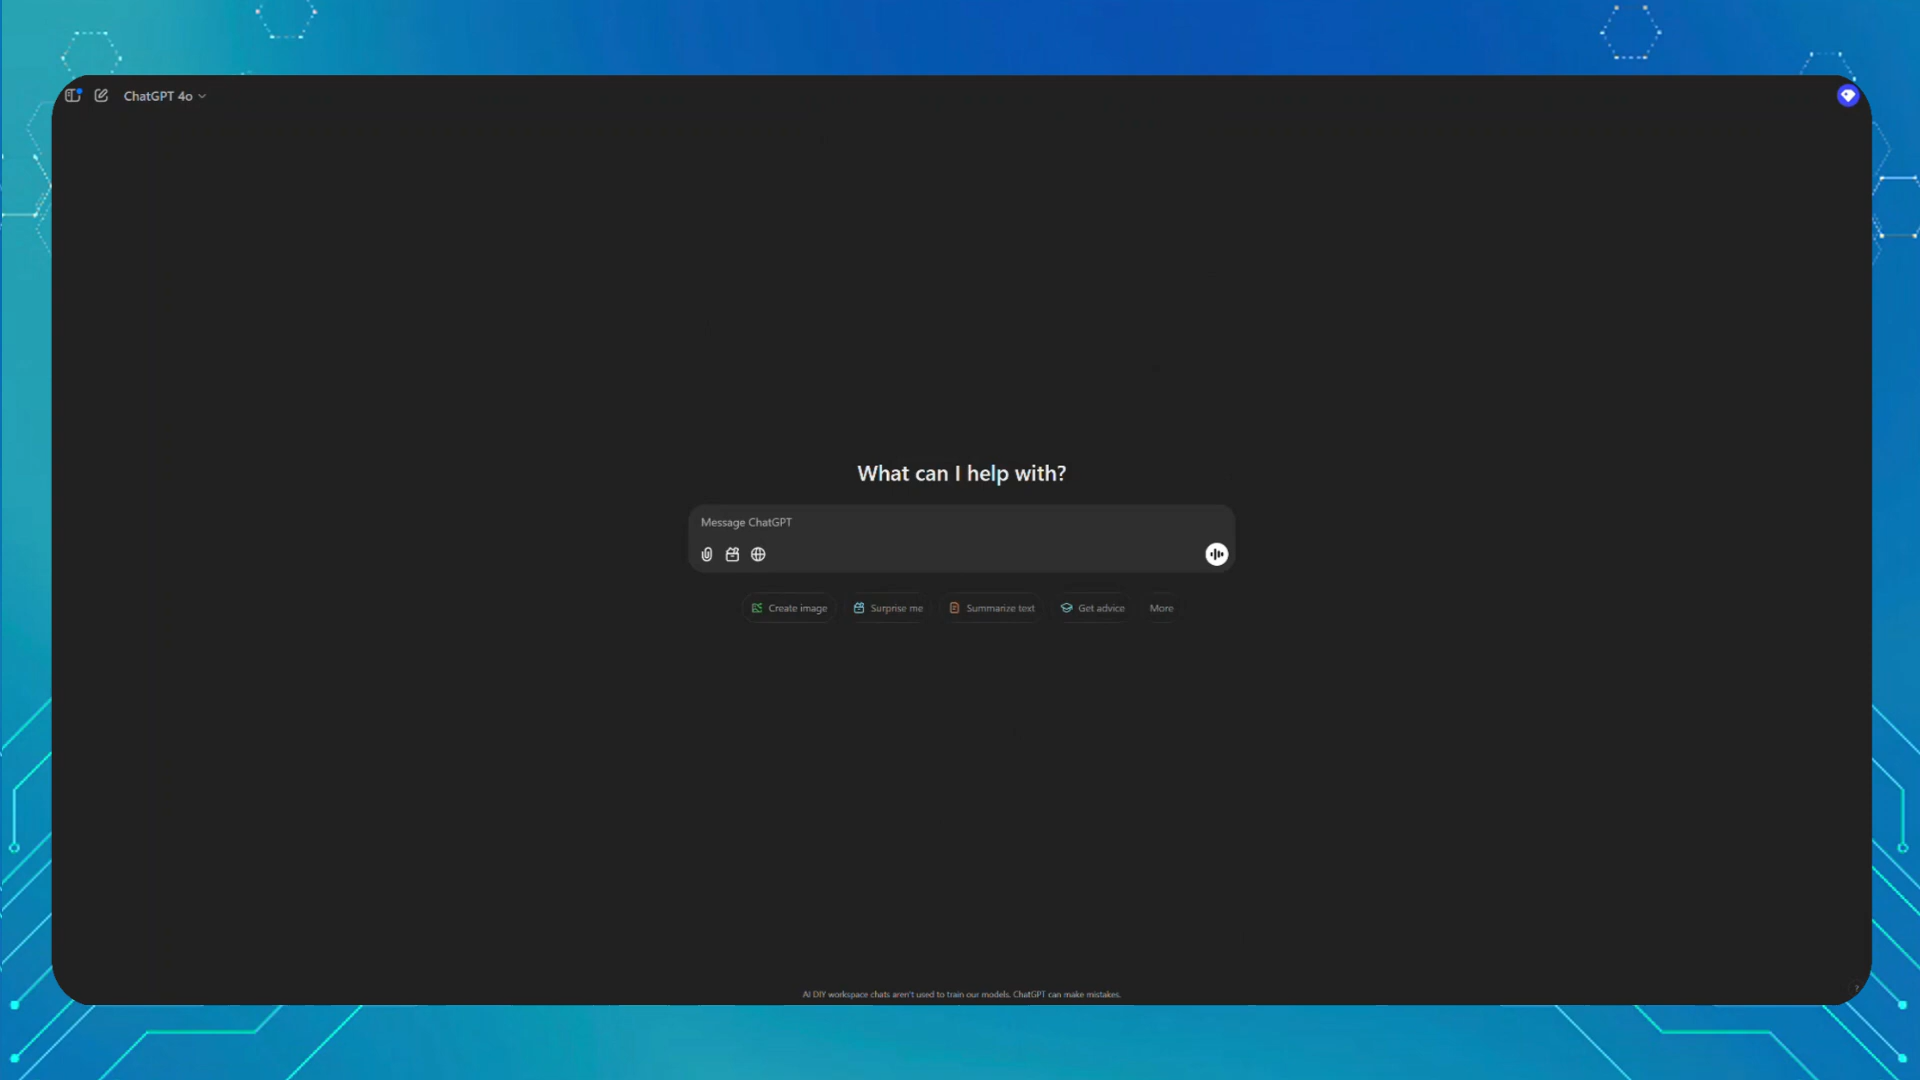 ChatGPT 4o
What can I help with?
Message ChatGPT
Create image
Surprise me
Summarize text
Get advice
More
AI DIY workspace chats aren't used to train our models. ChatGPT can make mistakes.
?